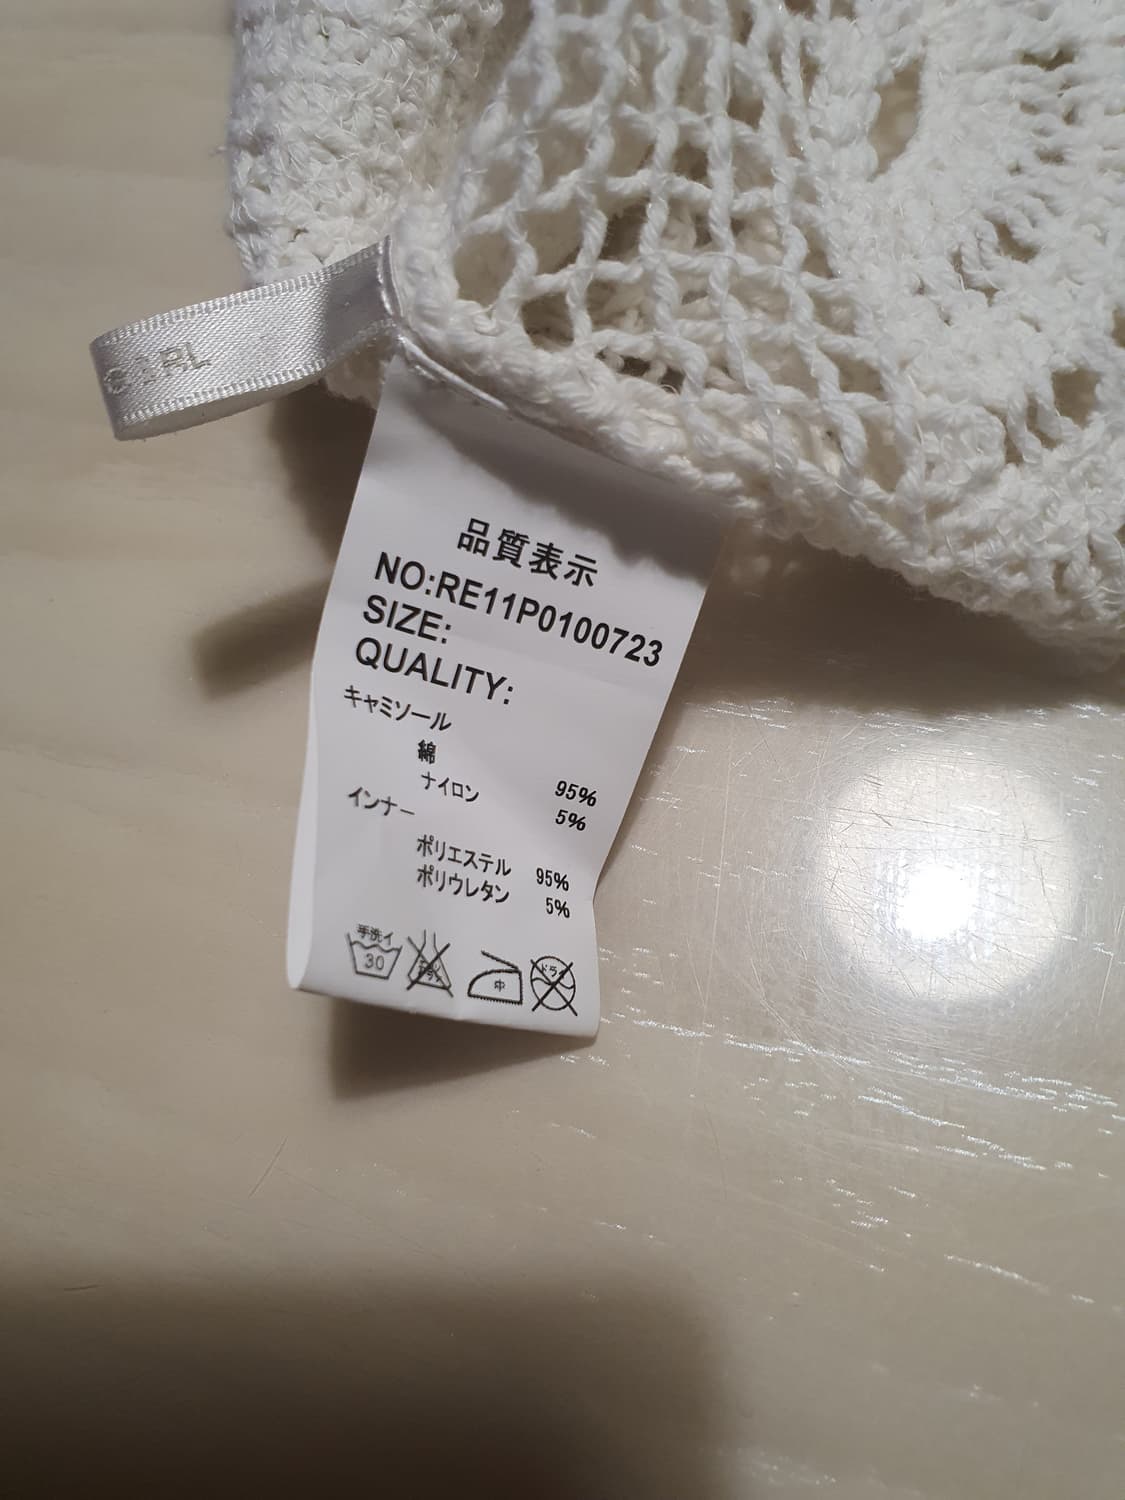 品質表示
NO:RE11P0100723
SIZE:
QUALITY:
キャミソール
綿 95%
ナイロン 5%
インナー
ポリエステル 95%
ポリウレタン 5%
手洗イ
30
中
ドライ